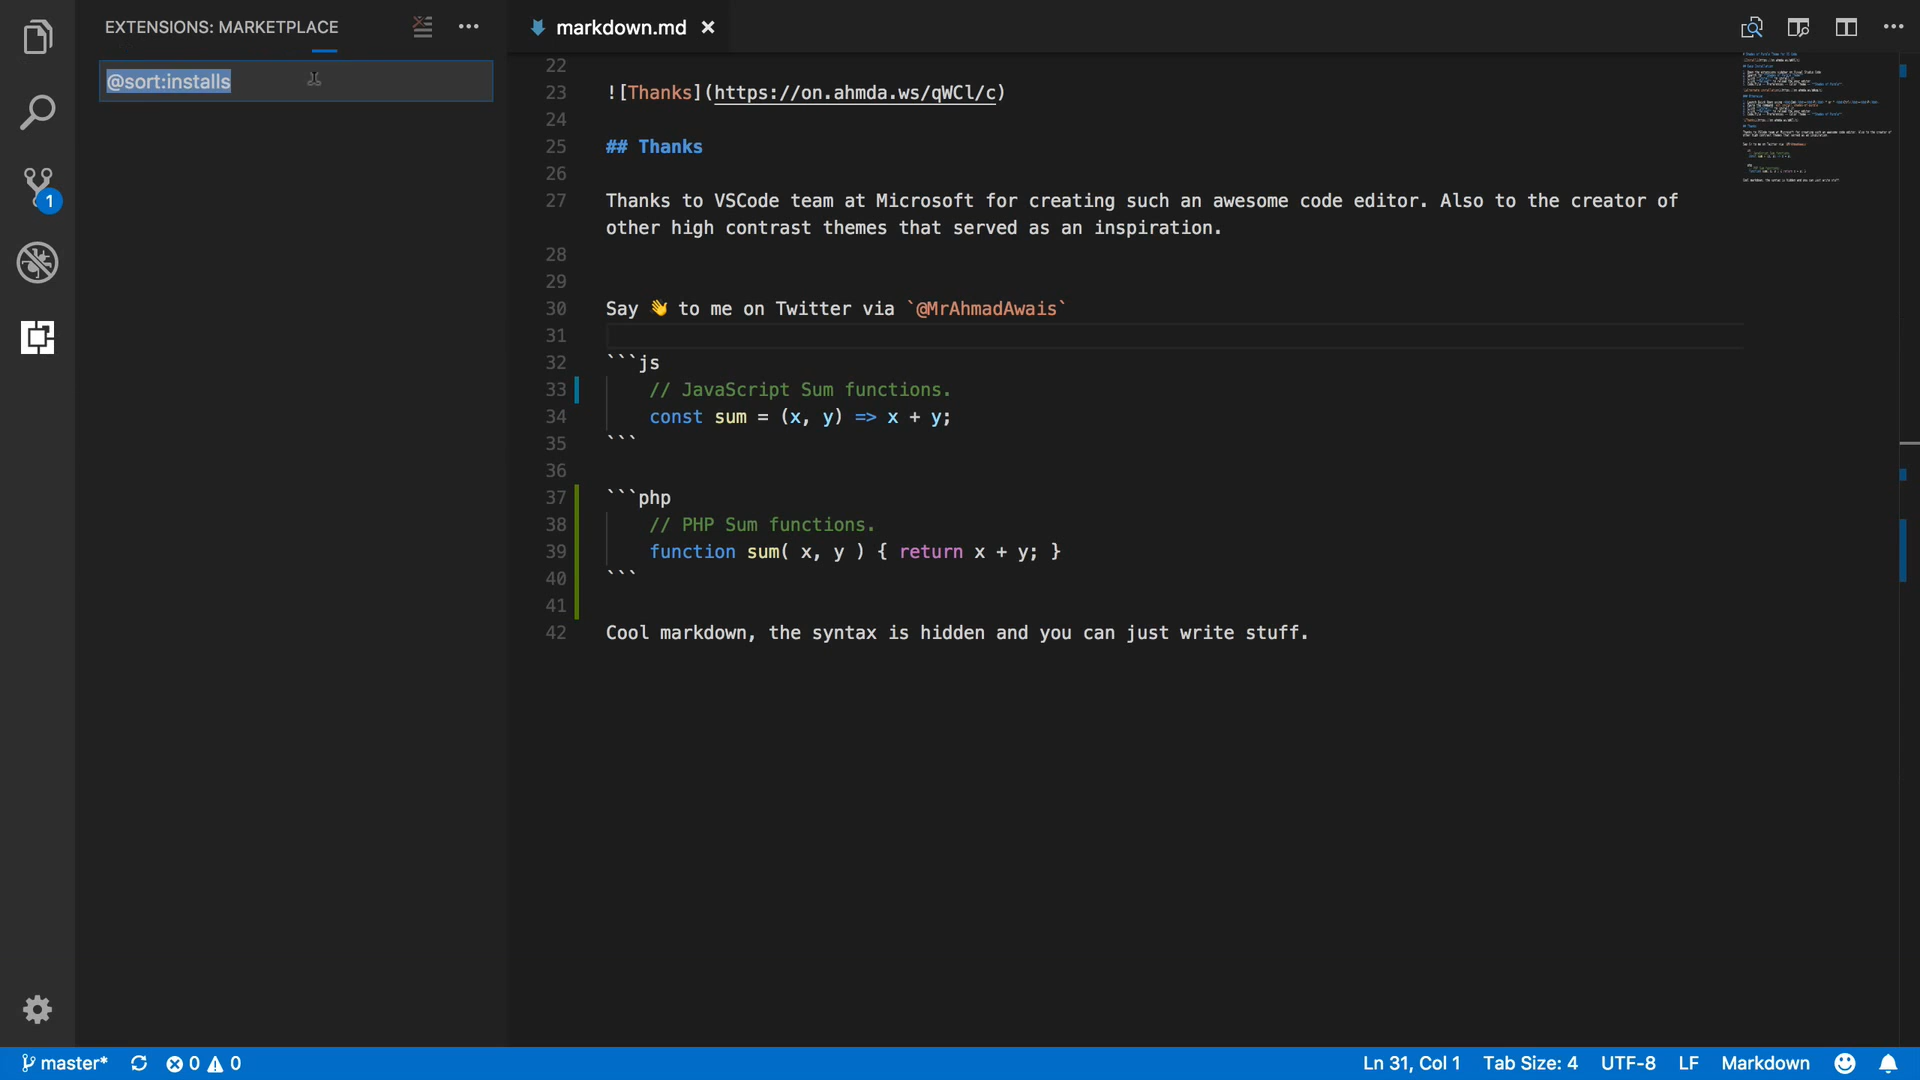 EXTENSIONS: MARKETPLACE
@sort:installs
markdown.md
22
23 ![Thanks](https://on.ahmda.ws/qWCl/c)
24
25 ## Thanks
26
27 Thanks to VSCode team at Microsoft for creating such an awesome code editor. Also to the creator of
other high contrast themes that served as an inspiration.
28
29
30 Say 👋 to me on Twitter via `@MrAhmadAwais`
31
32 ```js
33 // JavaScript Sum functions.
34 const sum = (x, y) => x + y;
35 ```
36
37 ```php
38 // PHP Sum functions.
39 function sum( x, y ) { return x + y; }
40 ```
41
42 Cool markdown, the syntax is hidden and you can just write stuff.
1
master* 0 0
Ln 31, Col 1 Tab Size: 4 UTF-8 LF Markdown